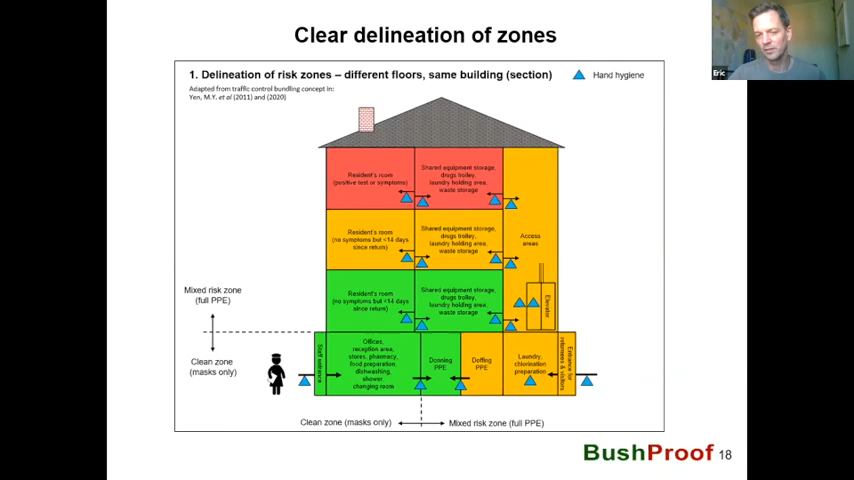 Clear delineation of zones
Eric
1. Delineation of risk zones – different floors, same building (section)
Hand hygiene
Adapted from traffic control bundling concept in:
Yen, M.Y. et al (2011) and (2020)
Resident's room
(positive test or symptoms)
Shared equipment storage,
drugs trolley,
laundry holding area,
waste storage
Resident's room
(no symptoms but <14 days
since return)
Shared equipment storage,
drugs trolley,
laundry holding area,
waste storage
Access
areas
Resident's room
(no symptoms but <14 days
since return)
Shared equipment storage,
drugs trolley,
laundry holding area,
waste storage
Elevator
Mixed risk zone
(full PPE)
Clean zone
(masks only)
Staff entrance
Offices,
reception area,
stores, pharmacy,
food preparation,
dishwashing,
shower,
changing room
Donning
PPE
Doffing
PPE
Laundry,
chlorination
preparation
Entrance for
returnees & visitors
Clean zone (masks only)
Mixed risk zone (full PPE)
BushProof
18